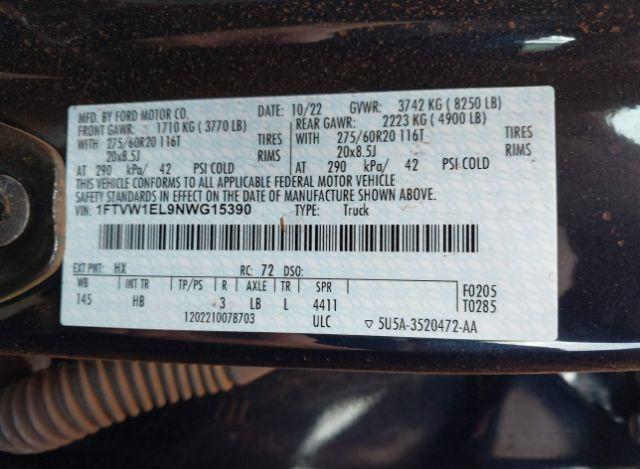 MFD. BY FORD MOTOR CO.
DATE: 10/22 GVWR: 3742 KG ( 8250 LB)
FRONT GAWR: 1710 KG ( 3770 LB)
REAR GAWR: 2223 KG ( 4900 LB)
WITH 275/60R20 116T TIRES
WITH 275/60R20 116T TIRES
20x8.5J RIMS
20x8.5J RIMS
AT 290 kPa/ 42 PSI COLD
AT 290 kPa/ 42 PSI COLD
THIS VEHICLE CONFORMS TO ALL APPLICABLE FEDERAL MOTOR VEHICLE
SAFETY STANDARDS IN EFFECT ON THE DATE OF MANUFACTURE SHOWN ABOVE.
VIN: 1FTVW1EL9NWG15390 TYPE: Truck
EXT PNT: HX RC: 72 DSO:
WB INT TR TP/PS R AXLE TR SPR
145 HB 3 LB L 4411
F0205
T0285
1202210078703 ULC ▽ 5U5A-3520472-AA